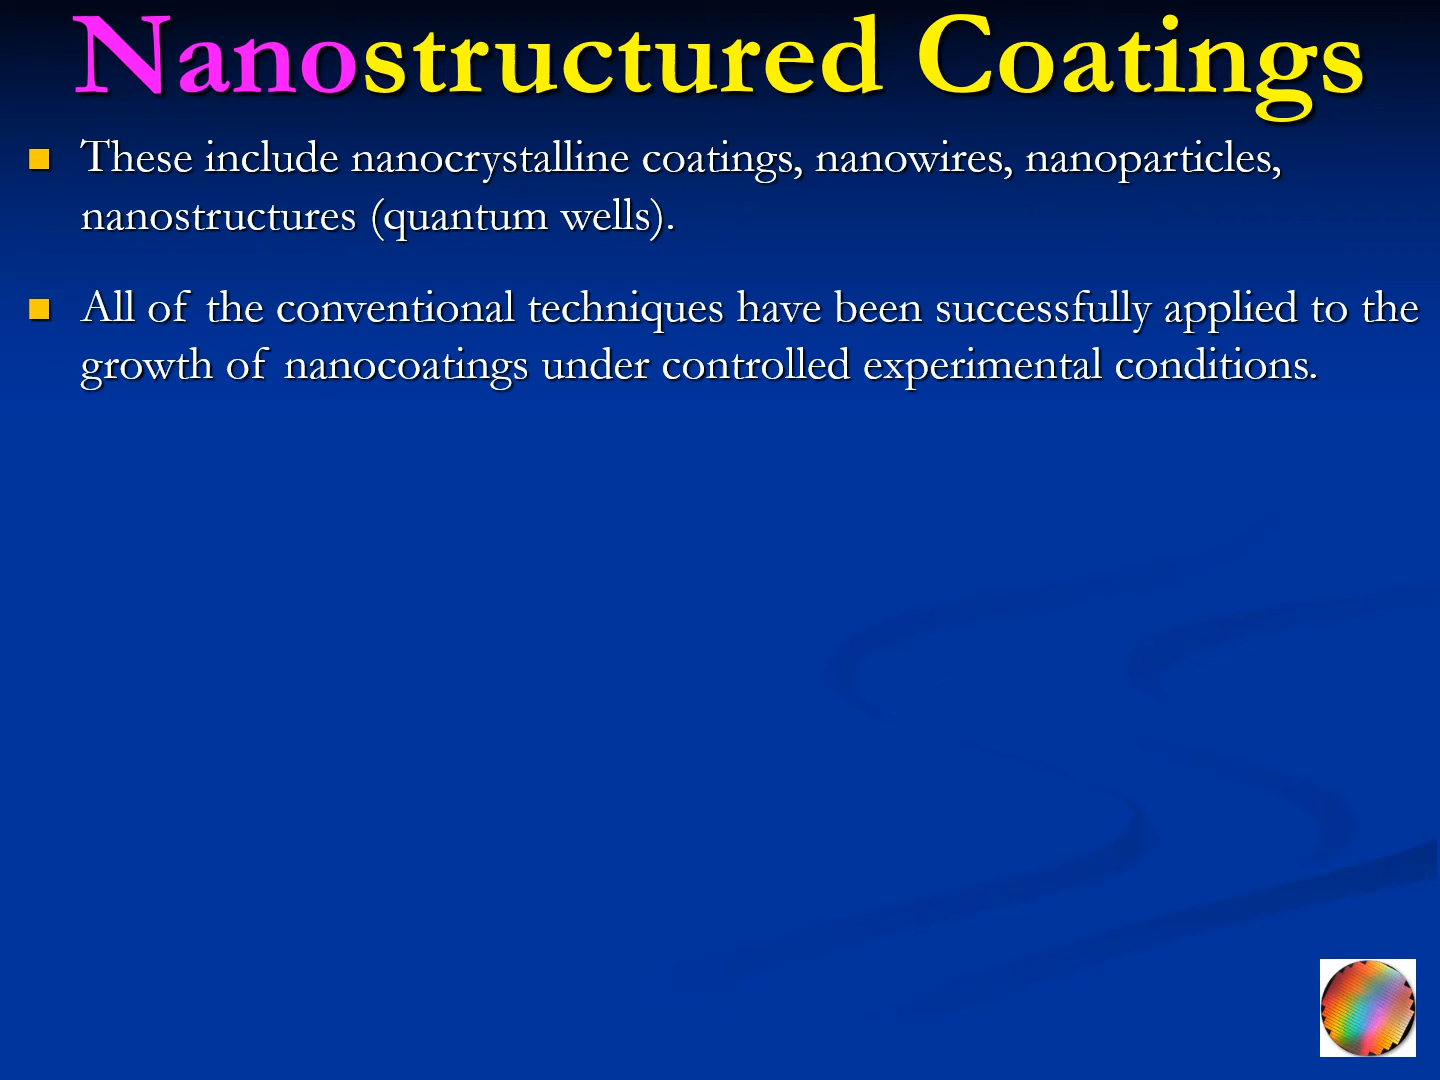 Nanostructured Coatings
These include nanocrystalline coatings, nanowires, nanoparticles,
nanostructures (quantum wells).
All of the conventional techniques have been successfully applied to the
growth of nanocoatings under controlled experimental conditions.